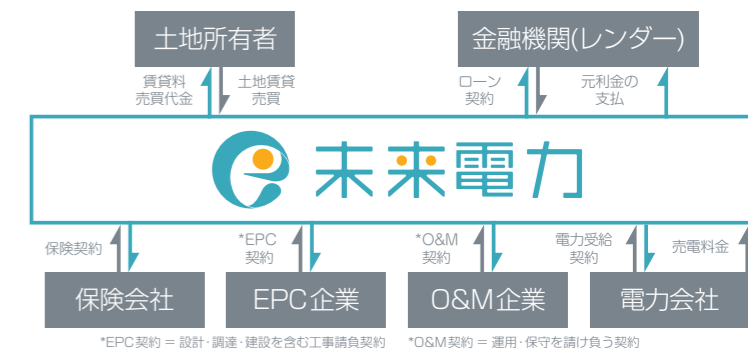 土地所有者
金融機関(レンダー)
賃貸料
売買代金
土地賃貸
売買
ローン
契約
元利金の
支払
未来電力
保険契約
*EPC
契約
*O&M
契約
電力受給
契約
売電料金
保険会社
EPC企業
O&M企業
電力会社
*EPC契約 = 設計・調達・建設を含む工事請負契約
*O&M契約 = 運用・保守を請け負う契約